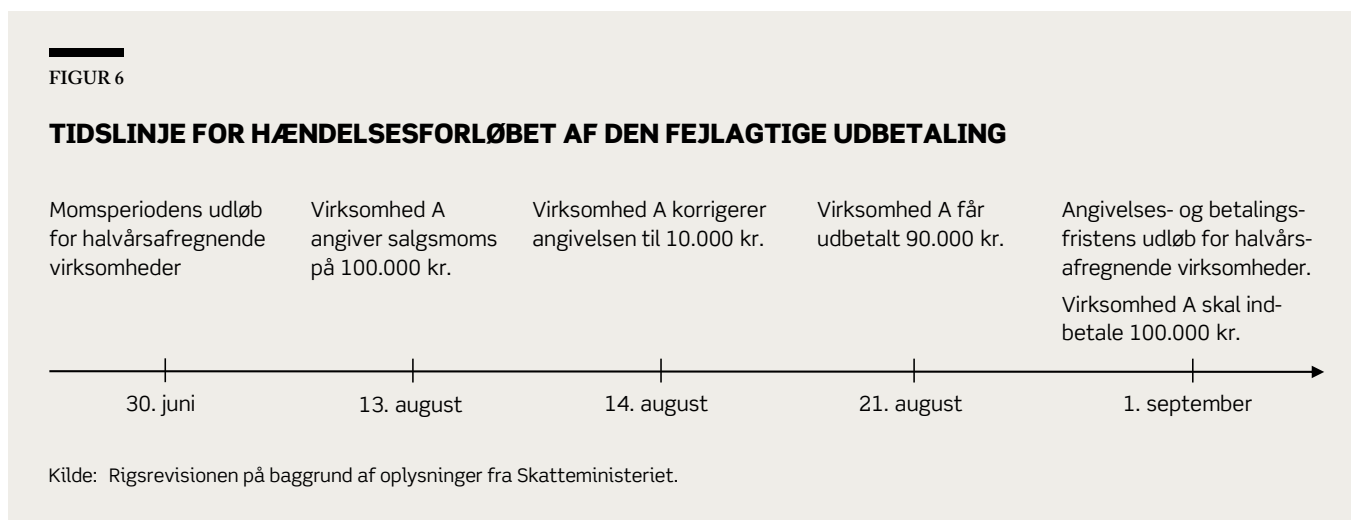 FIGUR 6
TIDSLINJE FOR HÆNDELSESFORLØBET AF DEN FEJLAGTIGE UDBETALING
Momsperiodens udløb
for halvårsafregnende
virksomheder
Virksomhed A
angiver salgsmoms
på 100.000 kr.
Virksomhed A korrigerer
angivelsen til 10.000 kr.
Virksomhed A får
udbetalt 90.000 kr.
Angivelses- og betalings-
fristens udløb for halvårs-
afregnende virksomheder.
Virksomhed A skal ind-
betale 100.000 kr.
30. juni
13. august
14. august
21. august
1. september
Kilde: Rigsrevisionen på baggrund af oplysninger fra Skatteministeriet.